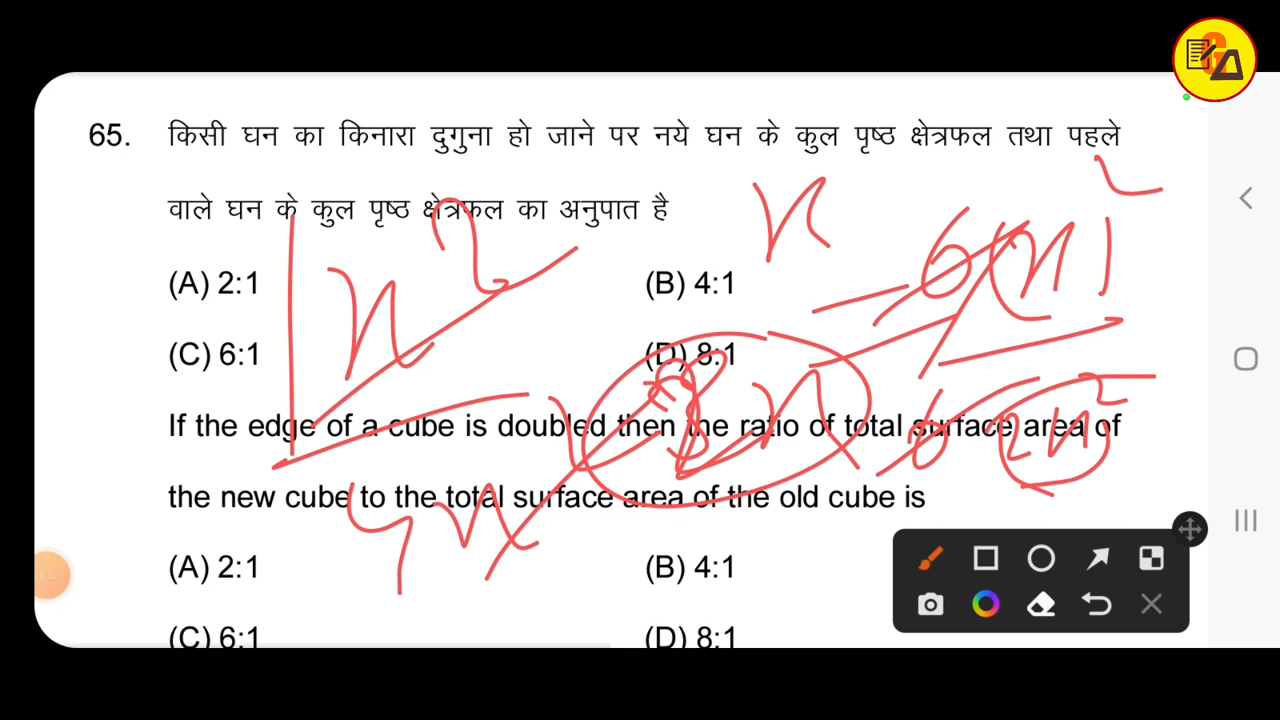 65. किसी घन का किनारा दुगुना हो जाने पर नये घन के कुल पृष्ठ क्षेत्रफल तथा पहले
वाले घन के कुल पृष्ठ क्षेत्रफल का अनुपात है
(A) 2:1 (B) 4:1
(C) 6:1 (D) 8:1
If the edge of a cube is doubled then the ratio of total surface area of
the new cube to the total surface area of the old cube is
(A) 2:1 (B) 4:1
(C) 6:1 (D) 8:1